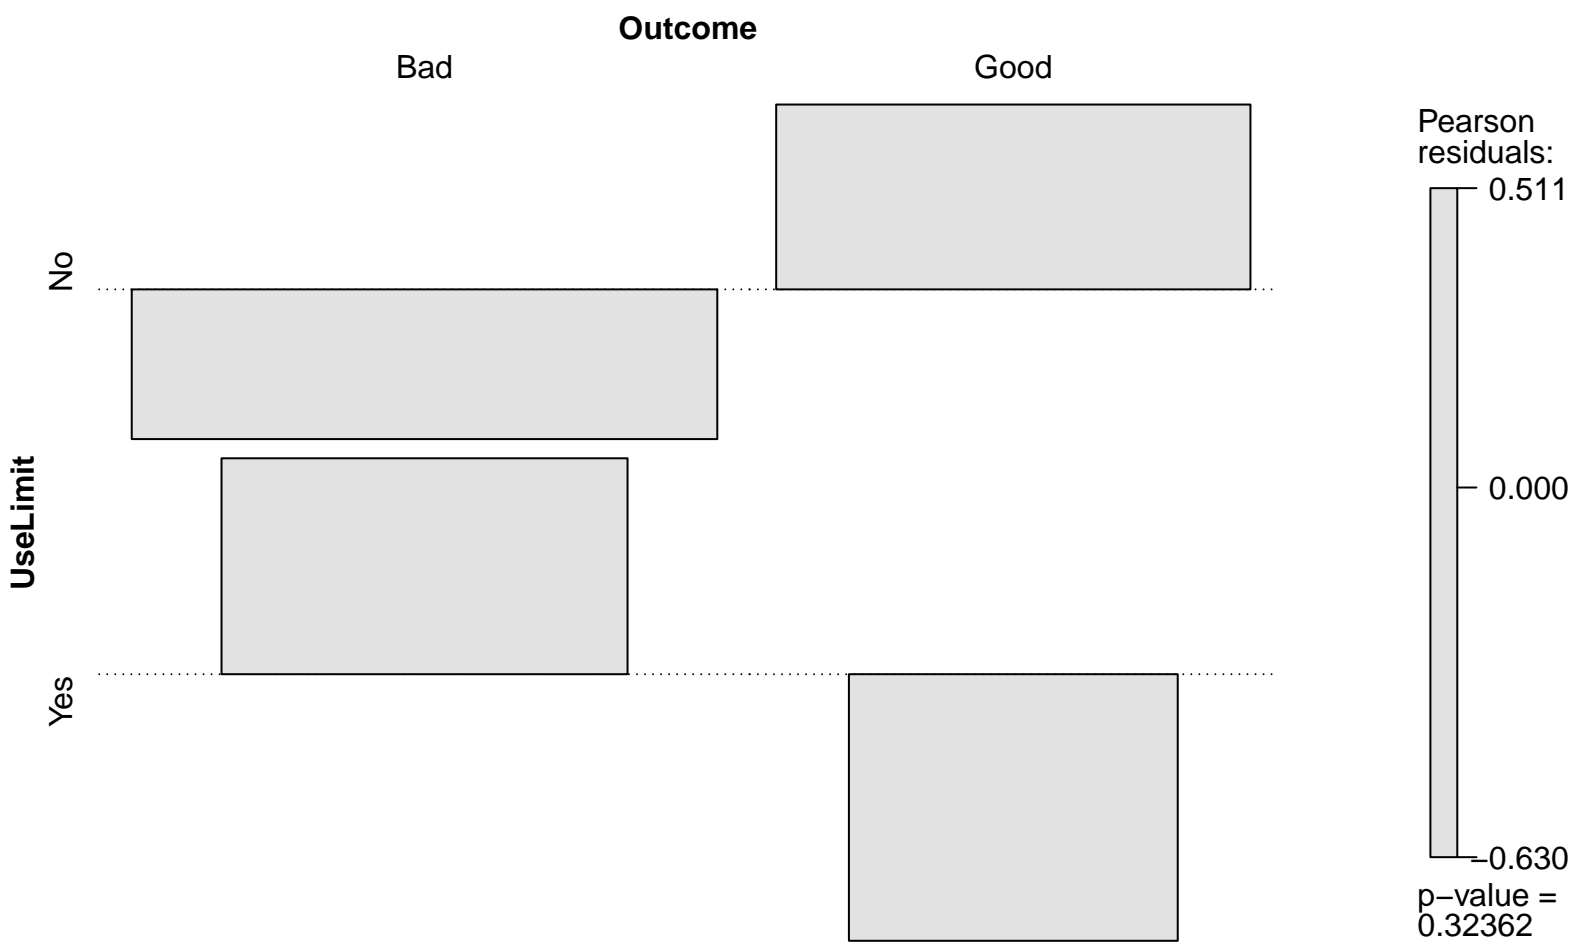 Outcome
Bad
Good
No
UseLimit
Yes
Pearson
residuals:
0.511
0.000
−0.630
p−value =
0.32362